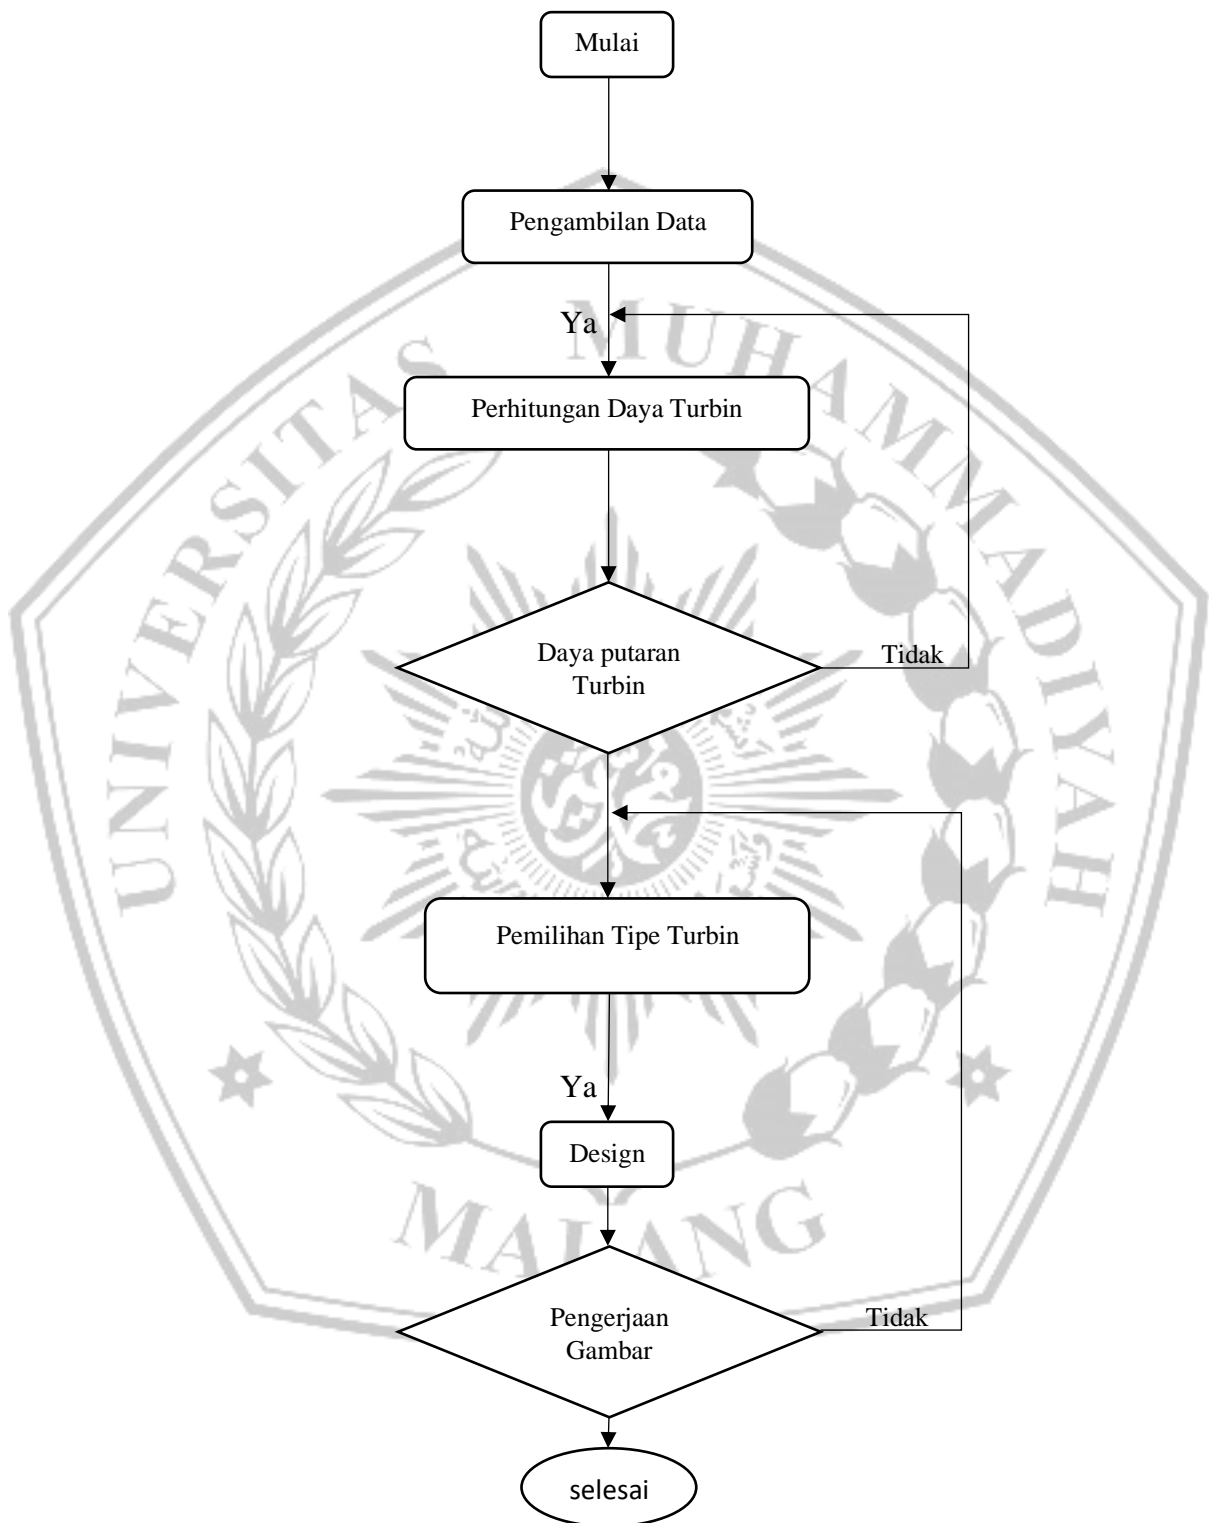 Mulai
Pengambilan Data
Ya
Perhitungan Daya Turbin
Daya putaran
Turbin
Tidak
Pemilihan Tipe Turbin
Ya
Design
Pengerjaan
Gambar
Tidak
selesai
UNIVERSITAS MUHAMMADIYAH
MALANG